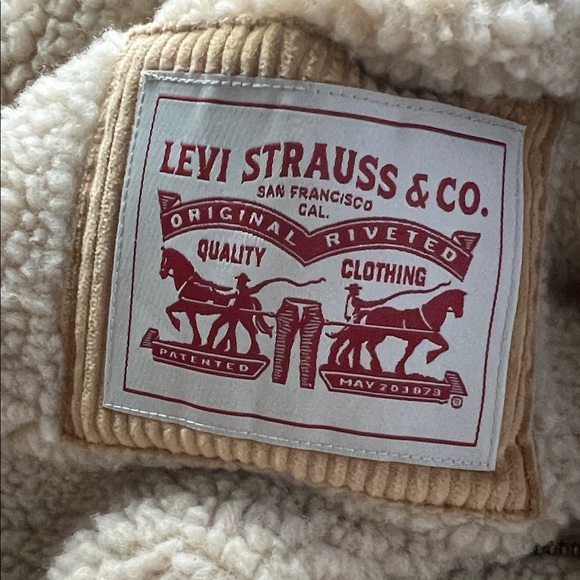 LEVI STRAUSS & CO.
SAN FRANCISCO
CAL.
ORIGINAL RIVETED
QUALITY CLOTHING
PATENTED
MAY 20 1873
®